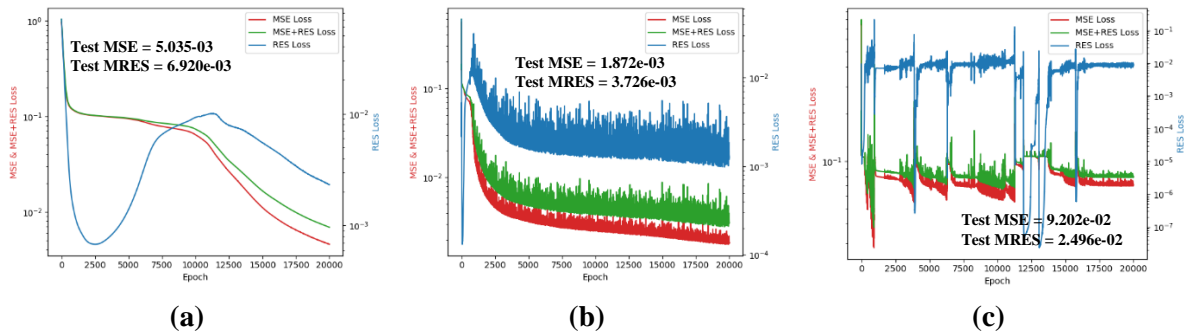 MSE Loss
MSE+RES Loss
RES Loss
Test MSE = 5.035-03
Test MRES = 6.920e-03
10⁰
10⁻¹
10⁻²
MSE & MSE+RES Loss
10⁻²
10⁻³
RES Loss
0 2500 5000 7500 10000 12500 15000 17500 20000
Epoch
(a)
MSE Loss
MSE+RES Loss
RES Loss
Test MSE = 1.872e-03
Test MRES = 3.726e-03
10⁻¹
10⁻²
MSE & MSE+RES Loss
10⁻²
10⁻³
10⁻⁴
RES Loss
0 2500 5000 7500 10000 12500 15000 17500 20000
Epoch
(b)
MSE Loss
MSE+RES Loss
RES Loss
10⁻¹
MSE & MSE+RES Loss
10⁻¹
10⁻²
10⁻³
10⁻⁴
10⁻⁵
10⁻⁶
10⁻⁷
RES Loss
Test MSE = 9.202e-02
Test MRES = 2.496e-02
0 2500 5000 7500 10000 12500 15000 17500 20000
Epoch
(c)